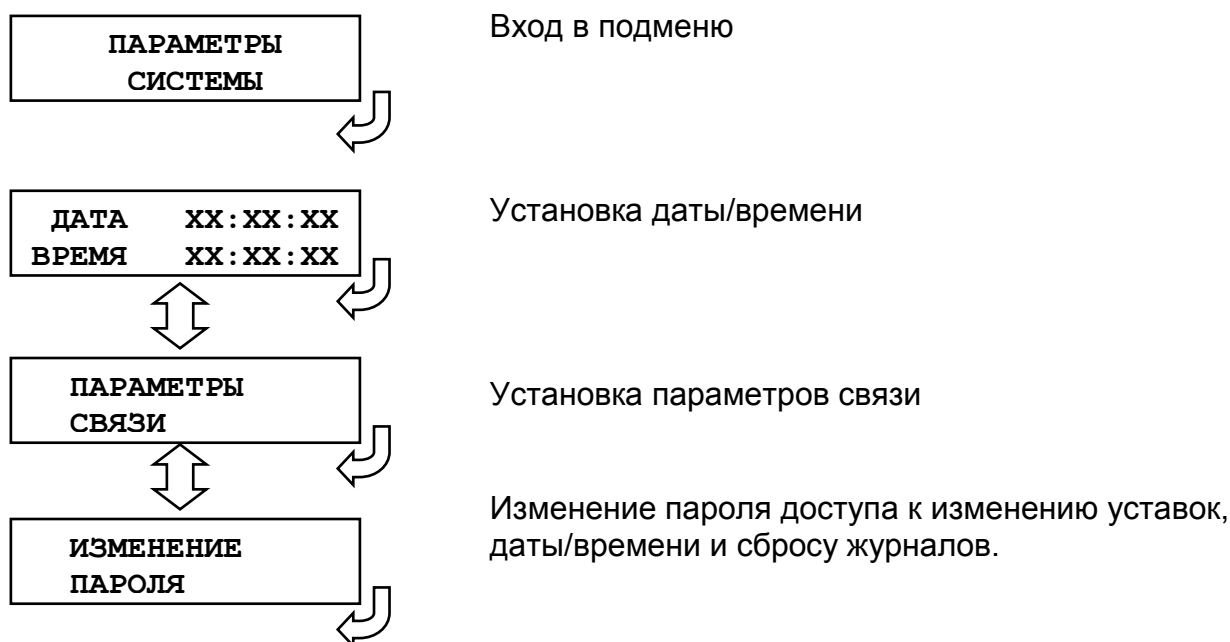 ПАРАМЕТРЫ
СИСТЕМЫ
Вход в подменю
ДАТА XX:XX:XX
ВРЕМЯ XX:XX:XX
Установка даты/времени
ПАРАМЕТРЫ
СВЯЗИ
Установка параметров связи
ИЗМЕНЕНИЕ
ПАРОЛЯ
Изменение пароля доступа к изменению уставок,
даты/времени и сбросу журналов.